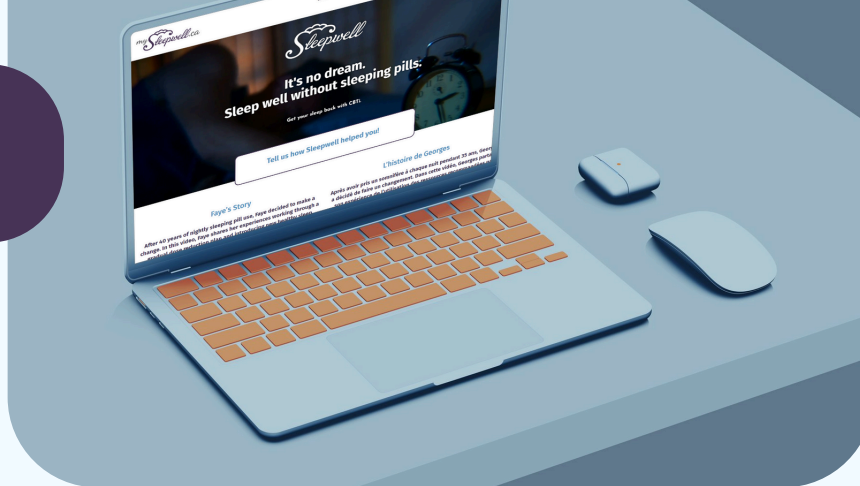 mySleepwell.ca
Sleepwell
It's no dream.
Sleep well without sleeping pills.
Get your sleep back with CBTi.
Tell us how Sleepwell helped you!
Faye's Story
After 40 years of nightly sleeping pill use, Faye decided to make a
change. In this video, Faye shares her experiences working through a
L'histoire de Georges
Après avoir pris un somnifère à chaque nuit pendant 35 ans, Geor
a décidé de faire un changement. Dans cette vidéo, Georges part